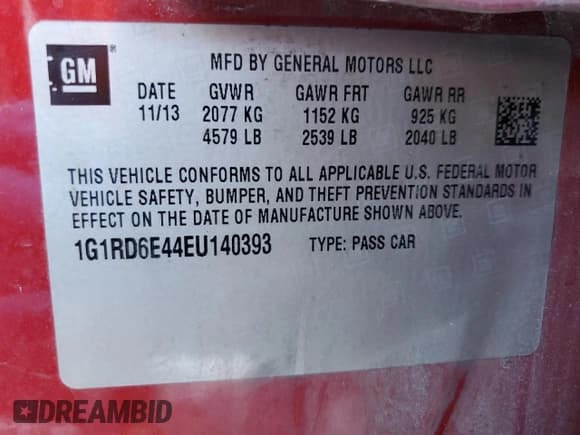 GM ®
MFD BY GENERAL MOTORS LLC
DATE GVWR GAWR FRT GAWR RR
11/13 2077 KG 1152 KG 925 KG
4579 LB 2539 LB 2040 LB
THIS VEHICLE CONFORMS TO ALL APPLICABLE U.S. FEDERAL MOTOR
VEHICLE SAFETY, BUMPER, AND THEFT PREVENTION STANDARDS IN
EFFECT ON THE DATE OF MANUFACTURE SHOWN ABOVE.
1G1RD6E44EU140393 TYPE: PASS CAR
DREAMBID